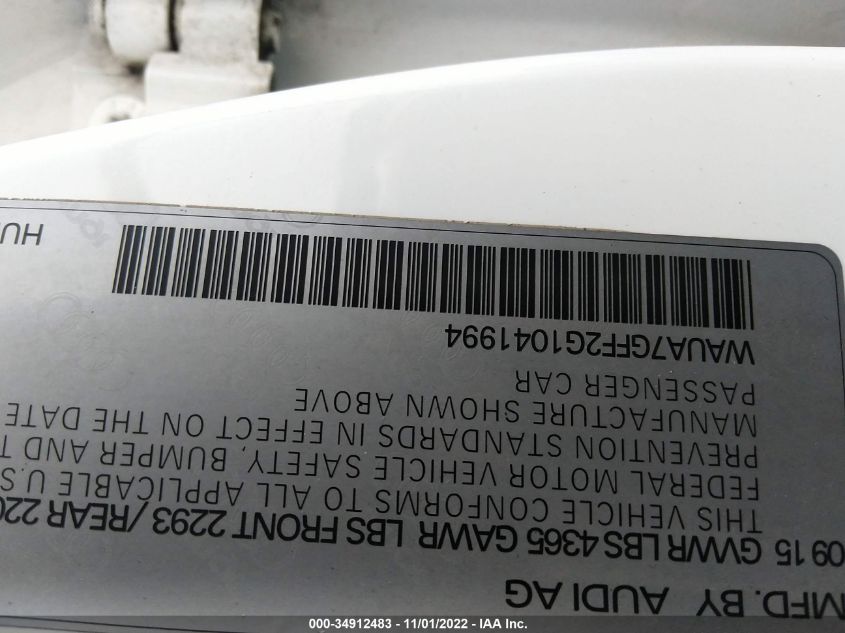 MFD. BY AUDI AG
09 15 GVWR LBS 4365 GAWR LBS FRONT 2293 / REAR
THIS VEHICLE CONFORMS TO ALL APPLICABLE U.S
FEDERAL MOTOR VEHICLE SAFETY, BUMPER AND
PREVENTION STANDARDS IN EFFECT ON THE DATE
MANUFACTURE SHOWN ABOVE
PASSENGER CAR
WAUA7GFF2G1041994
000-34912483 - 11/01/2022 - IAA Inc.